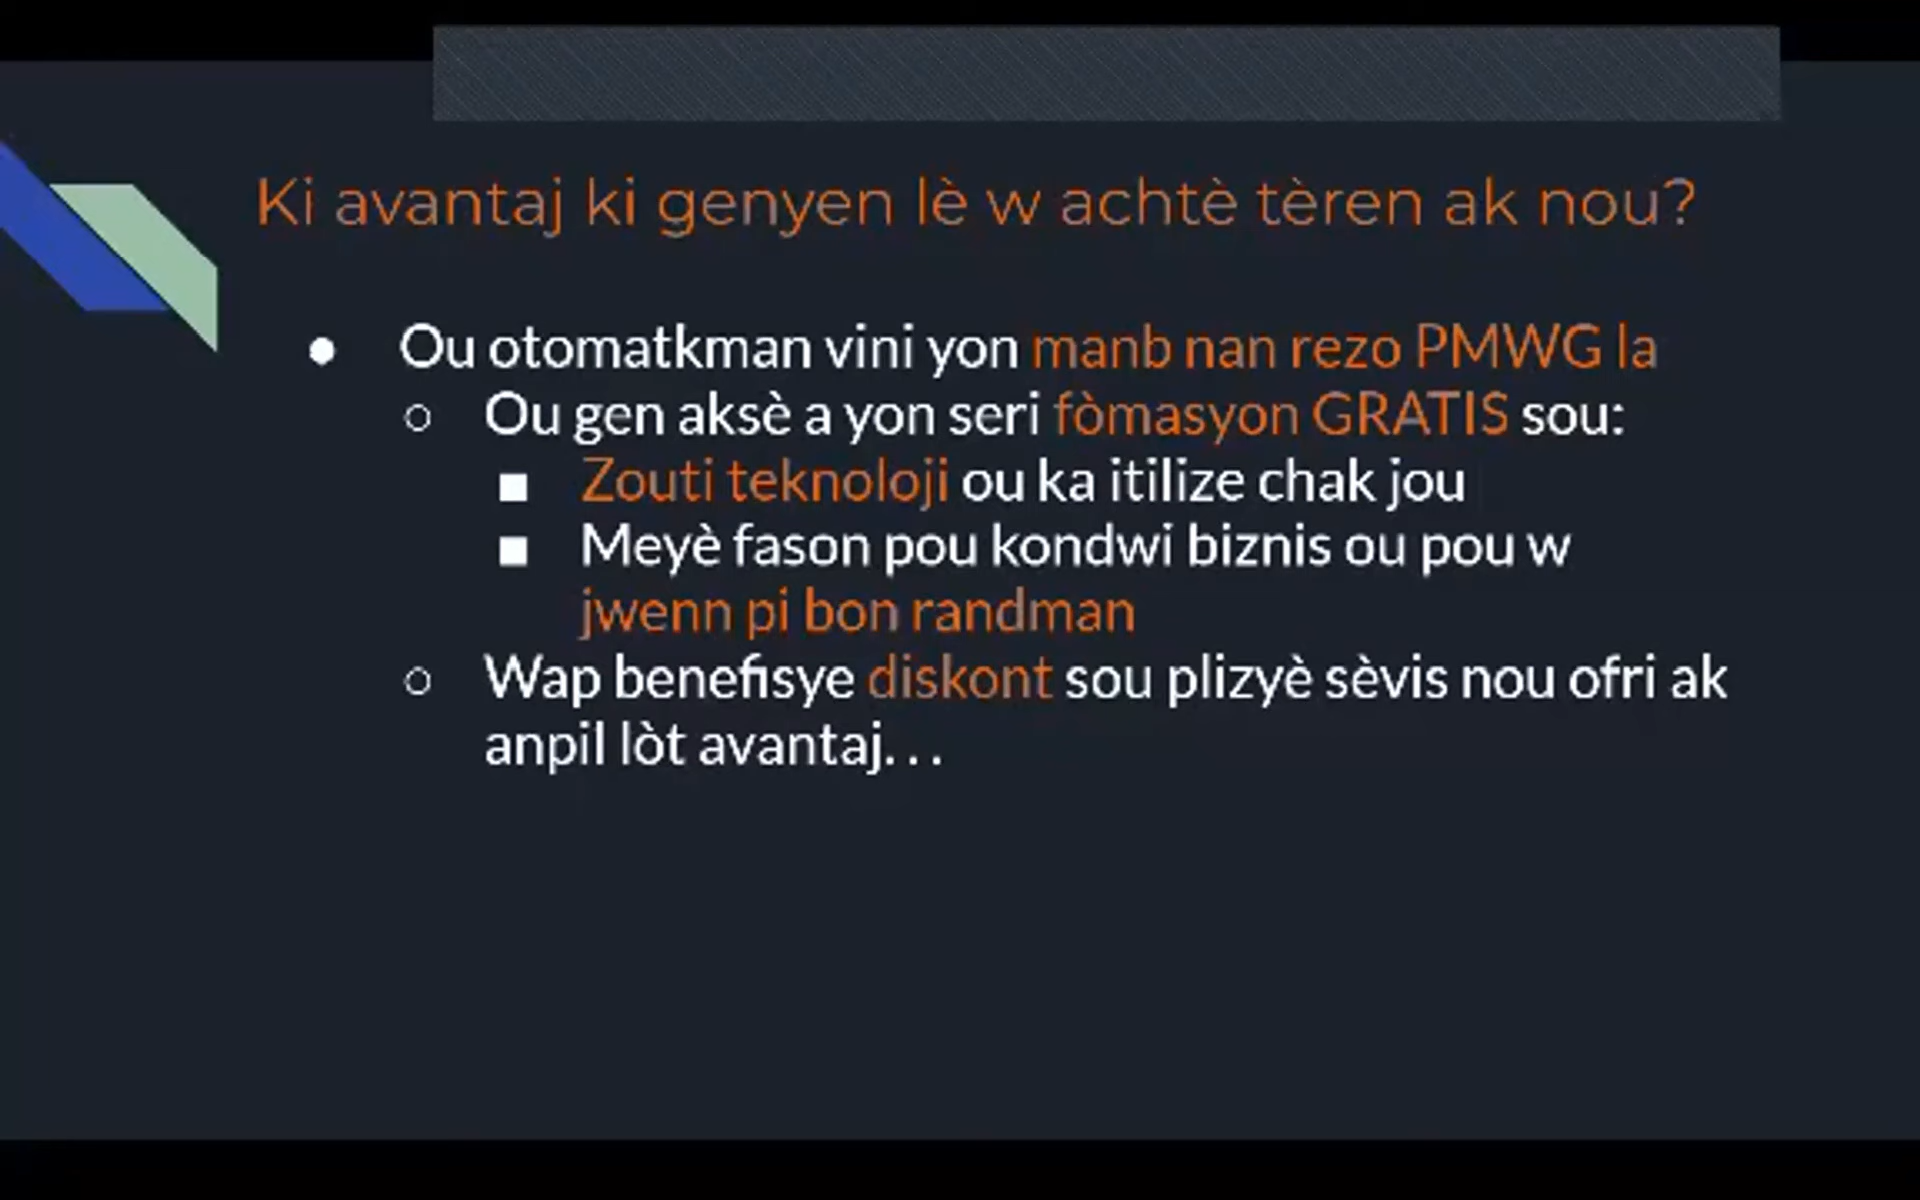 Ki avantaj ki genyen lè w achtè tèren ak nou?
● Ou otomatkman vini yon manb nan rezo PMWG la
○ Ou gen aksè a yon seri fòmasyon GRATIS sou:
■ Zouti teknoloji ou ka itilize chak jou
■ Meyè fason pou kondwi biznis ou pou w
jwenn pi bon randman
○ Wap benefisye diskont sou plizyè sèvis nou ofri ak
anpil lòt avantaj. . .